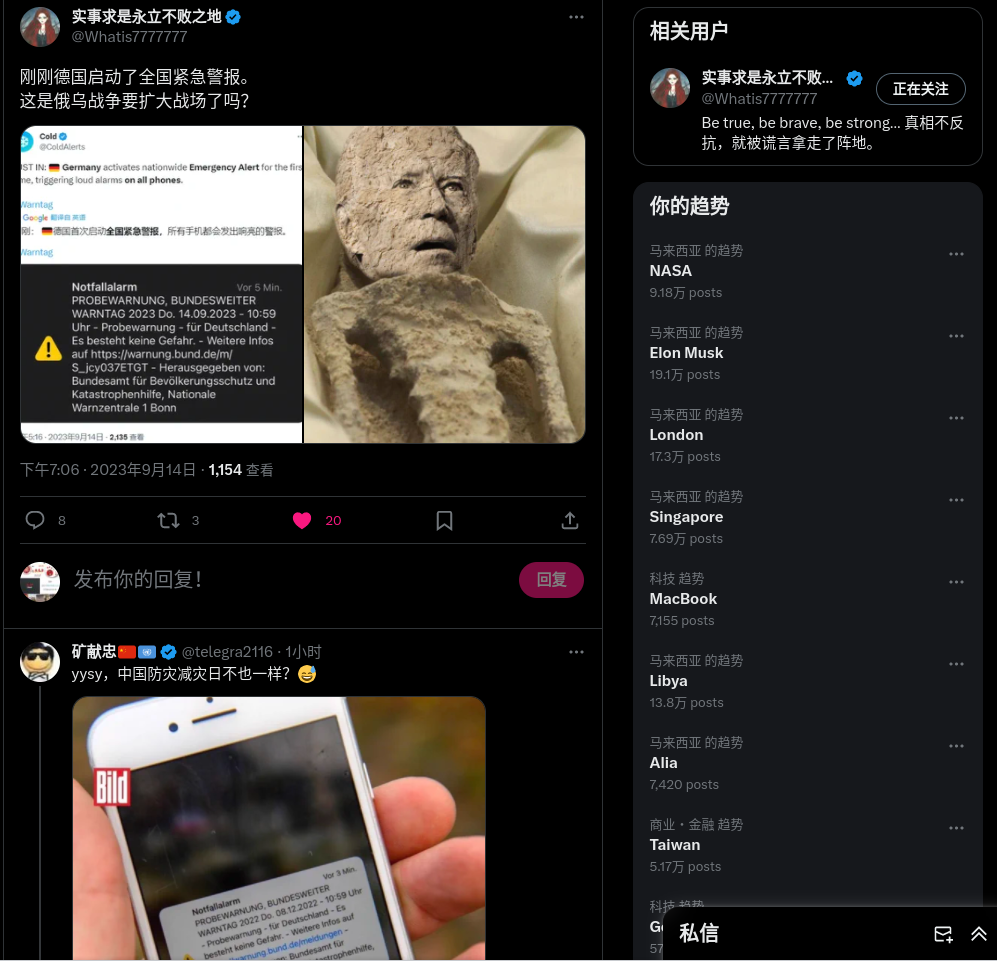 实事求是永立不败之地
@Whatis7777777
刚刚德国启动了全国紧急警报。
这是俄乌战争要扩大战场了吗？
Cold
@ColdAlerts
ST IN: Germany activates nationwide Emergency Alert for the firs
me, triggering loud alarms on all phones.
Warntag
Google 翻译自 英语
刚： 德国首次启动全国紧急警报，所有手机都会发出响亮的警报。
Warntag
Notfallalarm
Vor 5 Min.
PROBEWARNUNG, BUNDESWEITER
WARNTAG 2023 Do. 14.09.2023 - 10:59
Uhr - Probewarnung - für Deutschland -
Es besteht keine Gefahr. - Weitere Infos
auf https://warnung.bund.de/m/
S_jcy037ETGT - Herausgegeben von:
Bundesamt für Bevölkerungsschutz und
Katastrophenhilfe, Nationale
Warnzentrale 1 Bonn
5:16 · 2023年9月14日 · 2,135 查看
下午7:06 · 2023年9月14日 · 1,154 查看
8
3
20
发布你的回复！
回复
矿献忠 @telegra2116 · 1小时
yysy，中国防灾减灾日不也一样？
Bild
Vor 3 Min.
Notfallalarm
PROBEWARNUNG, BUNDESWEITER
WARNTAG 2022 Do. 08.12.2022 - 10:59 Uhr
- Probewarnung - für Deutschland - Es
besteht keine Gefahr. - Weitere Infos auf
warnung.bund.de/meldungen -
相关用户
实事求是永立不败...
@Whatis7777777
正在关注
Be true, be brave, be strong... 真相不反
抗，就被谎言拿走了阵地。
你的趋势
马来西亚 的趋势
NASA
9.18万 posts
马来西亚 的趋势
Elon Musk
19.1万 posts
马来西亚 的趋势
London
17.3万 posts
马来西亚 的趋势
Singapore
7.69万 posts
科技 趋势
MacBook
7,155 posts
马来西亚 的趋势
Libya
13.8万 posts
马来西亚 的趋势
Alia
7,420 posts
商业・金融 趋势
Taiwan
5.17万 posts
科技 趋势
私信